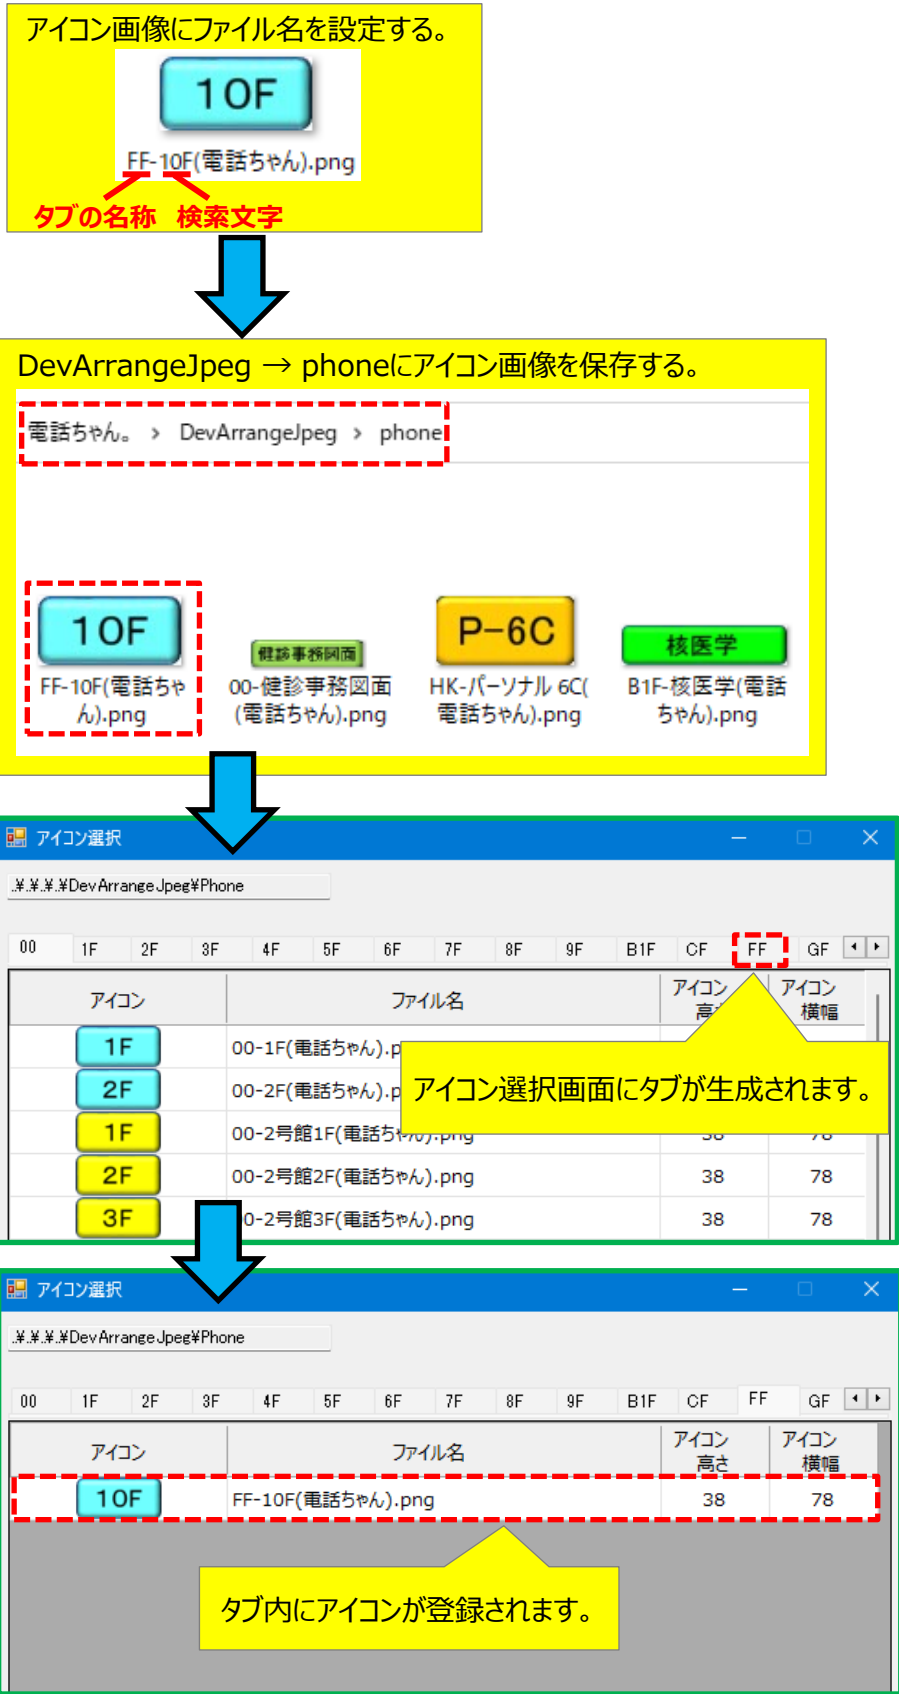 アイコン画像にファイル名を設定する。
10F
FF-10F(電話ちゃん).png
タブの名称 検索文字
DevArrangeJpeg → phoneにアイコン画像を保存する。
電話ちゃん。 > DevArrangeJpeg > phone
10F
FF-10F(電話ちゃん).png
健診事務図面
00-健診事務図面(電話ちゃん).png
P-6C
HK-パーソナル 6C(電話ちゃん).png
核医学
B1F-核医学(電話ちゃん).png
アイコン選択
.¥.¥.¥.¥DevArrangeJpeg¥Phone
00 1F 2F 3F 4F 5F 6F 7F 8F 9F B1F CF FF GF
アイコン ファイル名 アイコン高 アイコン横幅
1F 00-1F(電話ちゃん).p
2F 00-2F(電話ちゃん).p
アイコン選択画面にタブが生成されます。
1F 00-2号館1F(電話ちゃん).png 38 78
2F 00-2号館2F(電話ちゃん).png 38 78
3F 00-2号館3F(電話ちゃん).png 38 78
アイコン選択
.¥.¥.¥.¥DevArrangeJpeg¥Phone
00 1F 2F 3F 4F 5F 6F 7F 8F 9F B1F CF FF GF
アイコン ファイル名 アイコン高さ アイコン横幅
10F FF-10F(電話ちゃん).png 38 78
タブ内にアイコンが登録されます。